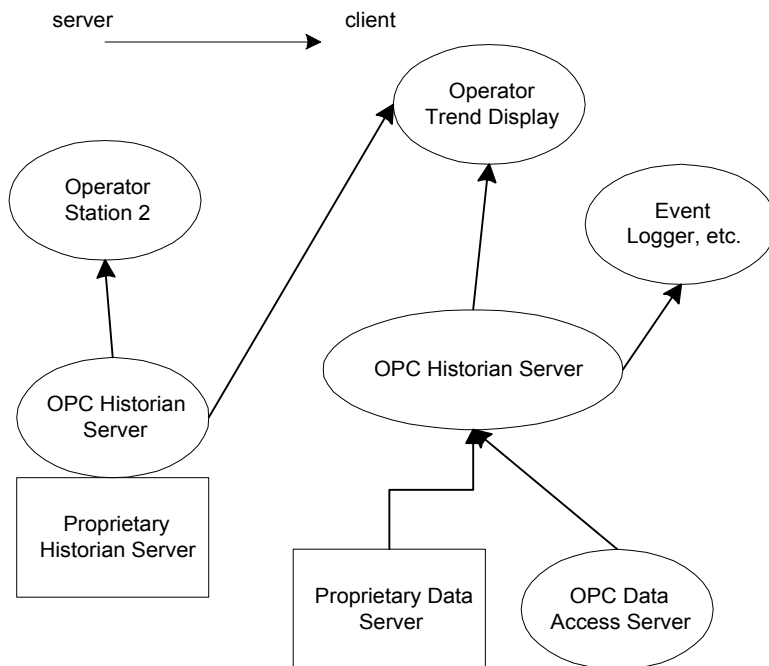 server
client
Operator
Trend Display
Operator
Station 2
Event
Logger, etc.
OPC Historian Server
OPC Historian
Server
Proprietary
Historian Server
Proprietary Data
Server
OPC Data
Access Server